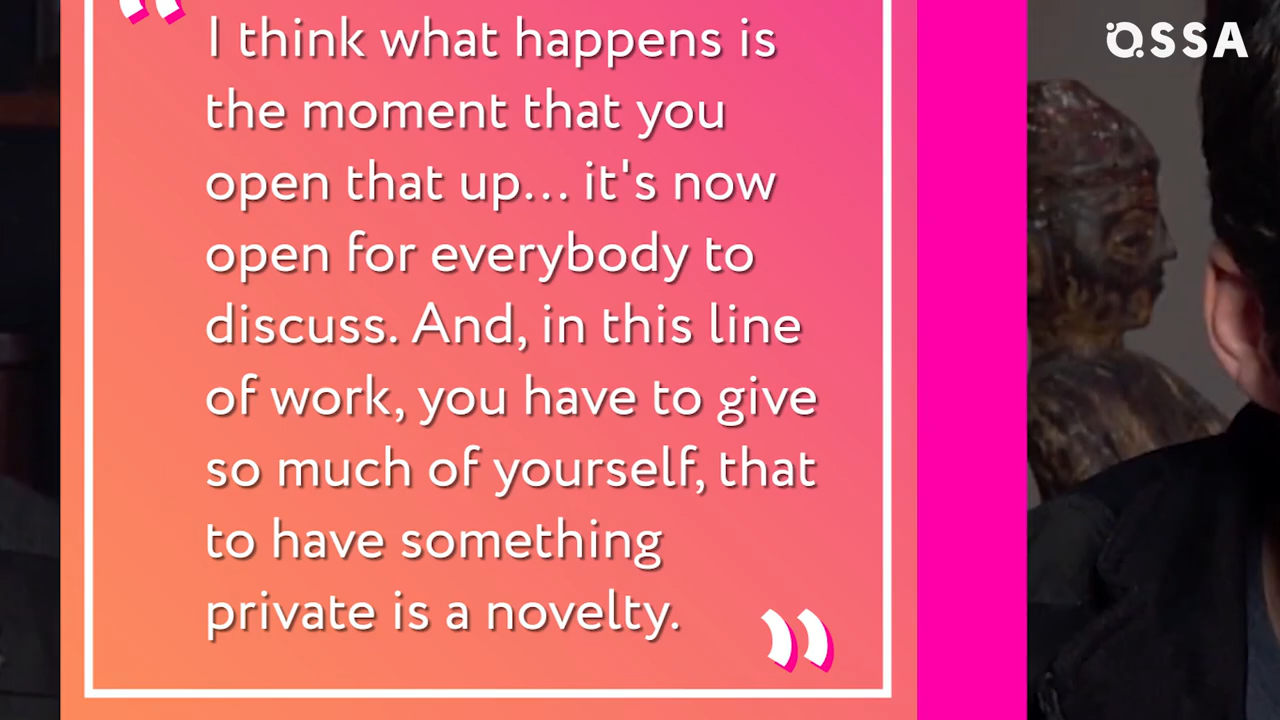 OSSA
“
I think what happens is
the moment that you
open that up... it's now
open for everybody to
discuss. And, in this line
of work, you have to give
so much of yourself, that
to have something
private is a novelty.
”